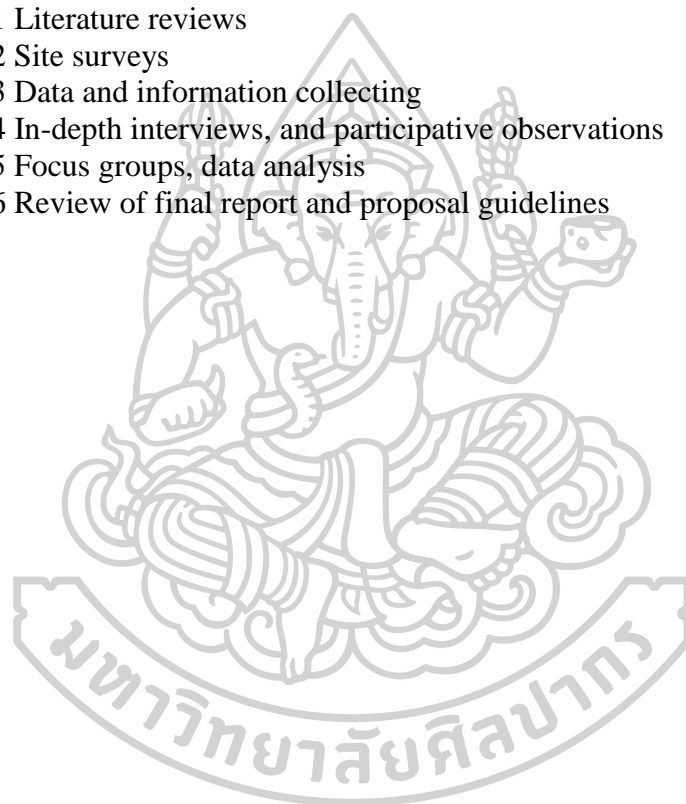 1 Literature reviews
2 Site surveys
3 Data and information collecting
4 In-depth interviews, and participative observations
5 Focus groups, data analysis
6 Review of final report and proposal guidelines
มหาวิทยาลัยศิลปากร